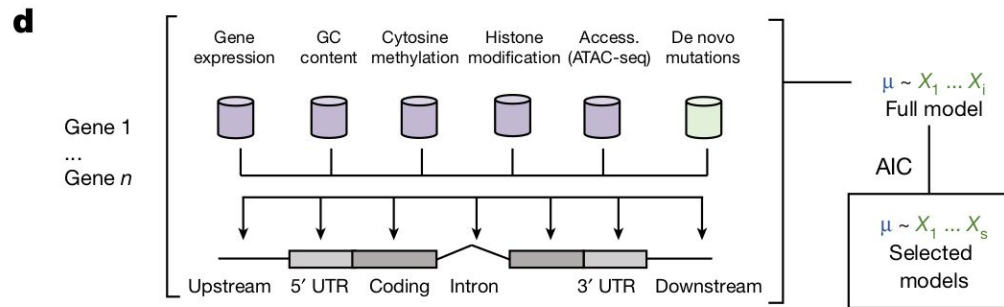 d
Gene expression
GC content
Cytosine methylation
Histone modification
Access. (ATAC-seq)
De novo mutations
Gene 1
...
Gene n
Upstream
5′ UTR
Coding
Intron
3′ UTR
Downstream
μ ~ X₁ ... Xᵢ
Full model
AIC
μ ~ X₁ ... Xₛ
Selected
models